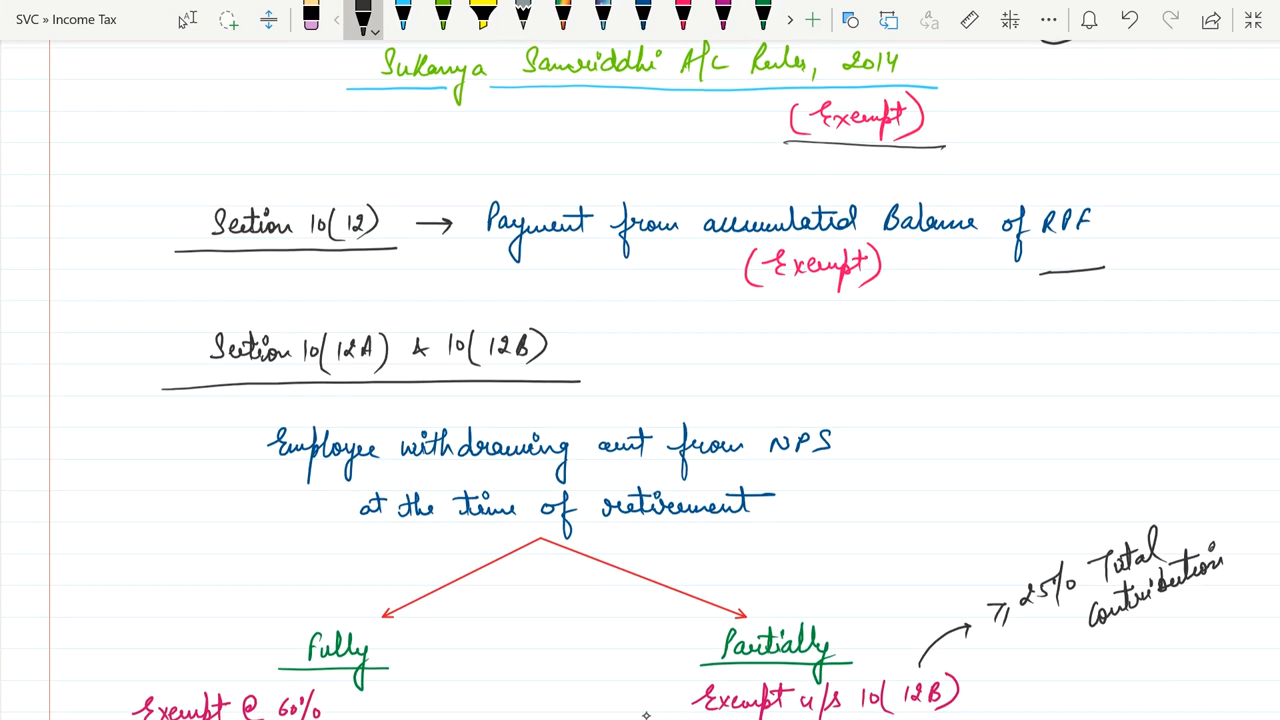 SVC » Income Tax
Sukanya Samriddhi A/C Rules, 2014
(Exempt)
Section 10(12) → Payment from accumulated Balance of RPF
(Exempt)
Section 10(12A) & 10(12B)
Employee withdrawing amt from NPS
at the time of retirement
⩾ 25% Total
contribution
Fully
Partially
Exempt @ 60%
Exempt u/s 10(12B)